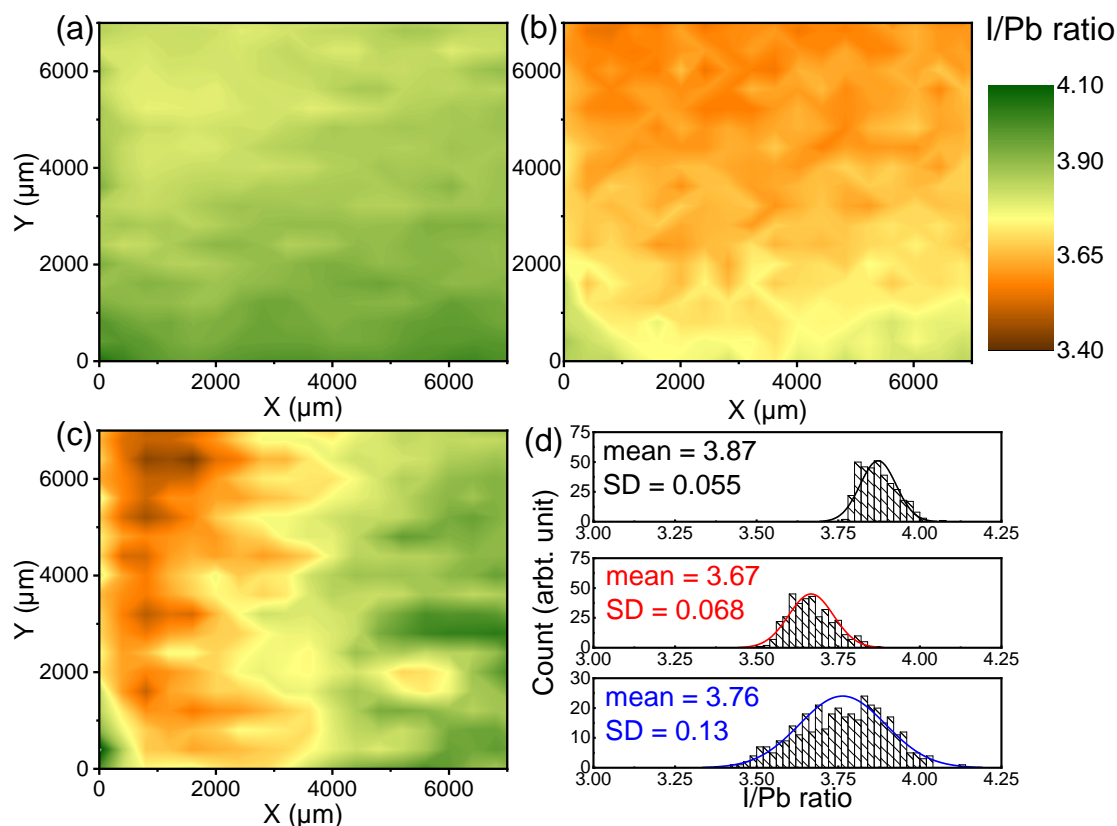 (a)
6000
4000
2000
0
Y (µm)
0 2000 4000 6000
X (µm)
(b)
6000
4000
2000
0
0 2000 4000 6000
X (µm)
I/Pb ratio
4.10
3.90
3.65
3.40
(c)
6000
4000
2000
0
Y (µm)
0 2000 4000 6000
X (µm)
(d)
Count (arbt. unit)
75
50
25
0
mean = 3.87
SD = 0.055
3.00 3.25 3.50 3.75 4.00 4.25
75
50
25
0
mean = 3.67
SD = 0.068
3.00 3.25 3.50 3.75 4.00 4.25
30
20
10
0
mean = 3.76
SD = 0.13
3.00 3.25 3.50 3.75 4.00 4.25
I/Pb ratio